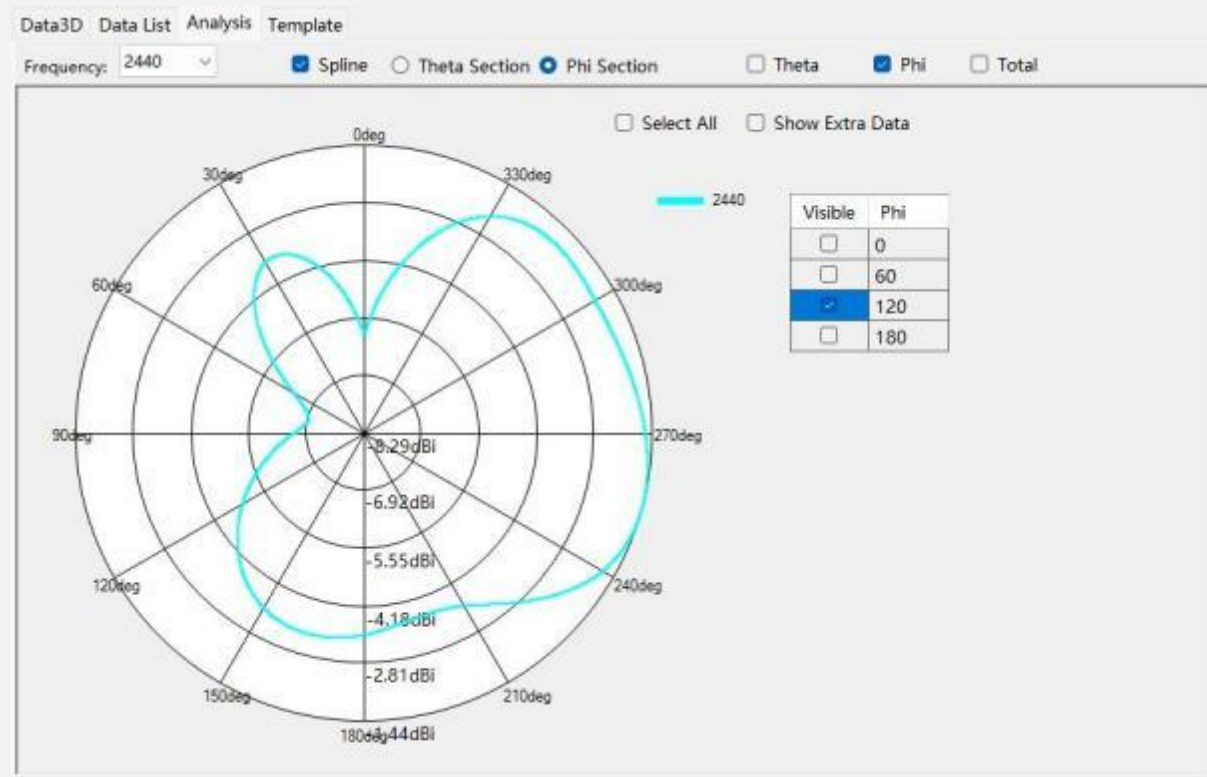 Data3D Data List Analysis Template
Frequency: 2440 Spline Theta Section Phi Section Theta Phi Total
Select All Show Extra Data
0deg
30deg 330deg
2440
Visible Phi
0
60
120
180
60deg 300deg
90deg 270deg
-8.29dBi
-6.92dBi
-5.55dBi
120deg 240deg
-4.18dBi
-2.81dBi
150deg 210deg
180deg -1.44dBi